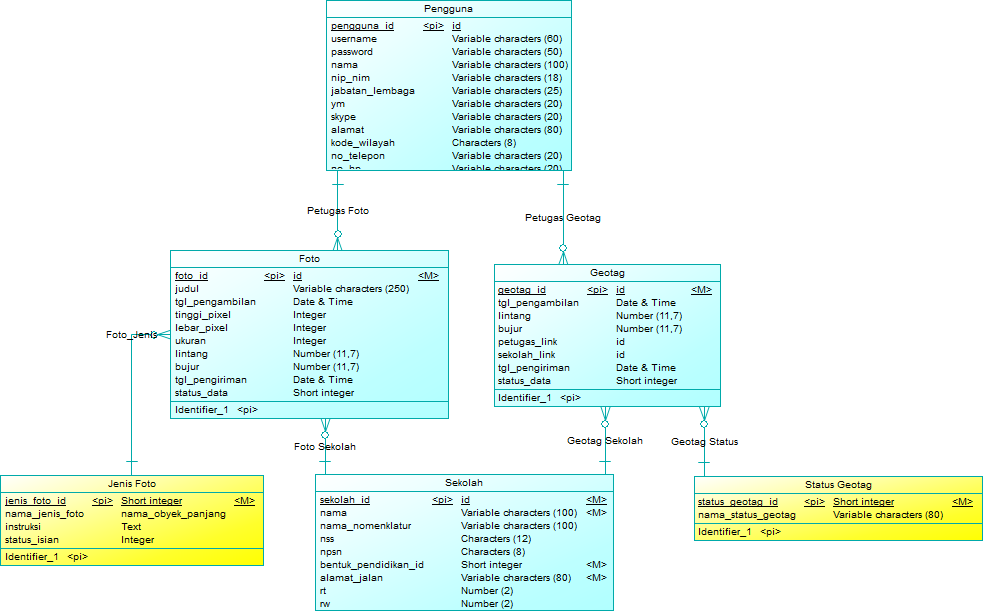 Pengguna
pengguna_id <pi> id
username Variable characters (60)
password Variable characters (50)
nama Variable characters (100)
nip_nim Variable characters (18)
jabatan_lembaga Variable characters (25)
ym Variable characters (20)
skype Variable characters (20)
alamat Variable characters (80)
kode_wilayah Characters (8)
no_telepon Variable characters (20)
no_hp Variable characters (20)
Petugas Foto
Petugas Geotag
Foto
foto_id <pi> id <M>
judul Variable characters (250)
tgl_pengambilan Date & Time
tinggi_pixel Integer
lebar_pixel Integer
ukuran Integer
lintang Number (11,7)
bujur Number (11,7)
tgl_pengiriman Date & Time
status_data Short integer
Identifier_1 <pi>
Geotag
geotag_id <pi> id <M>
tgl_pengambilan Date & Time
lintang Number (11,7)
bujur Number (11,7)
petugas_link id
sekolah_link id
tgl_pengiriman Date & Time
status_data Short integer
Identifier_1 <pi>
Foto_Jenis
Foto Sekolah
Geotag Sekolah
Geotag Status
Jenis Foto
jenis_foto_id <pi> Short integer <M>
nama_jenis_foto nama_obyek_panjang
instruksi Text
status_isian Integer
Identifier_1 <pi>
Sekolah
sekolah_id <pi> id <M>
nama Variable characters (100) <M>
nama_nomenklatur Variable characters (100)
nss Characters (12)
npsn Characters (8)
bentuk_pendidikan_id Short integer <M>
alamat_jalan Variable characters (80) <M>
rt Number (2)
rw Number (2)
Status Geotag
status_geotag_id <pi> Short integer <M>
nama_status_geotag Variable characters (80)
Identifier_1 <pi>